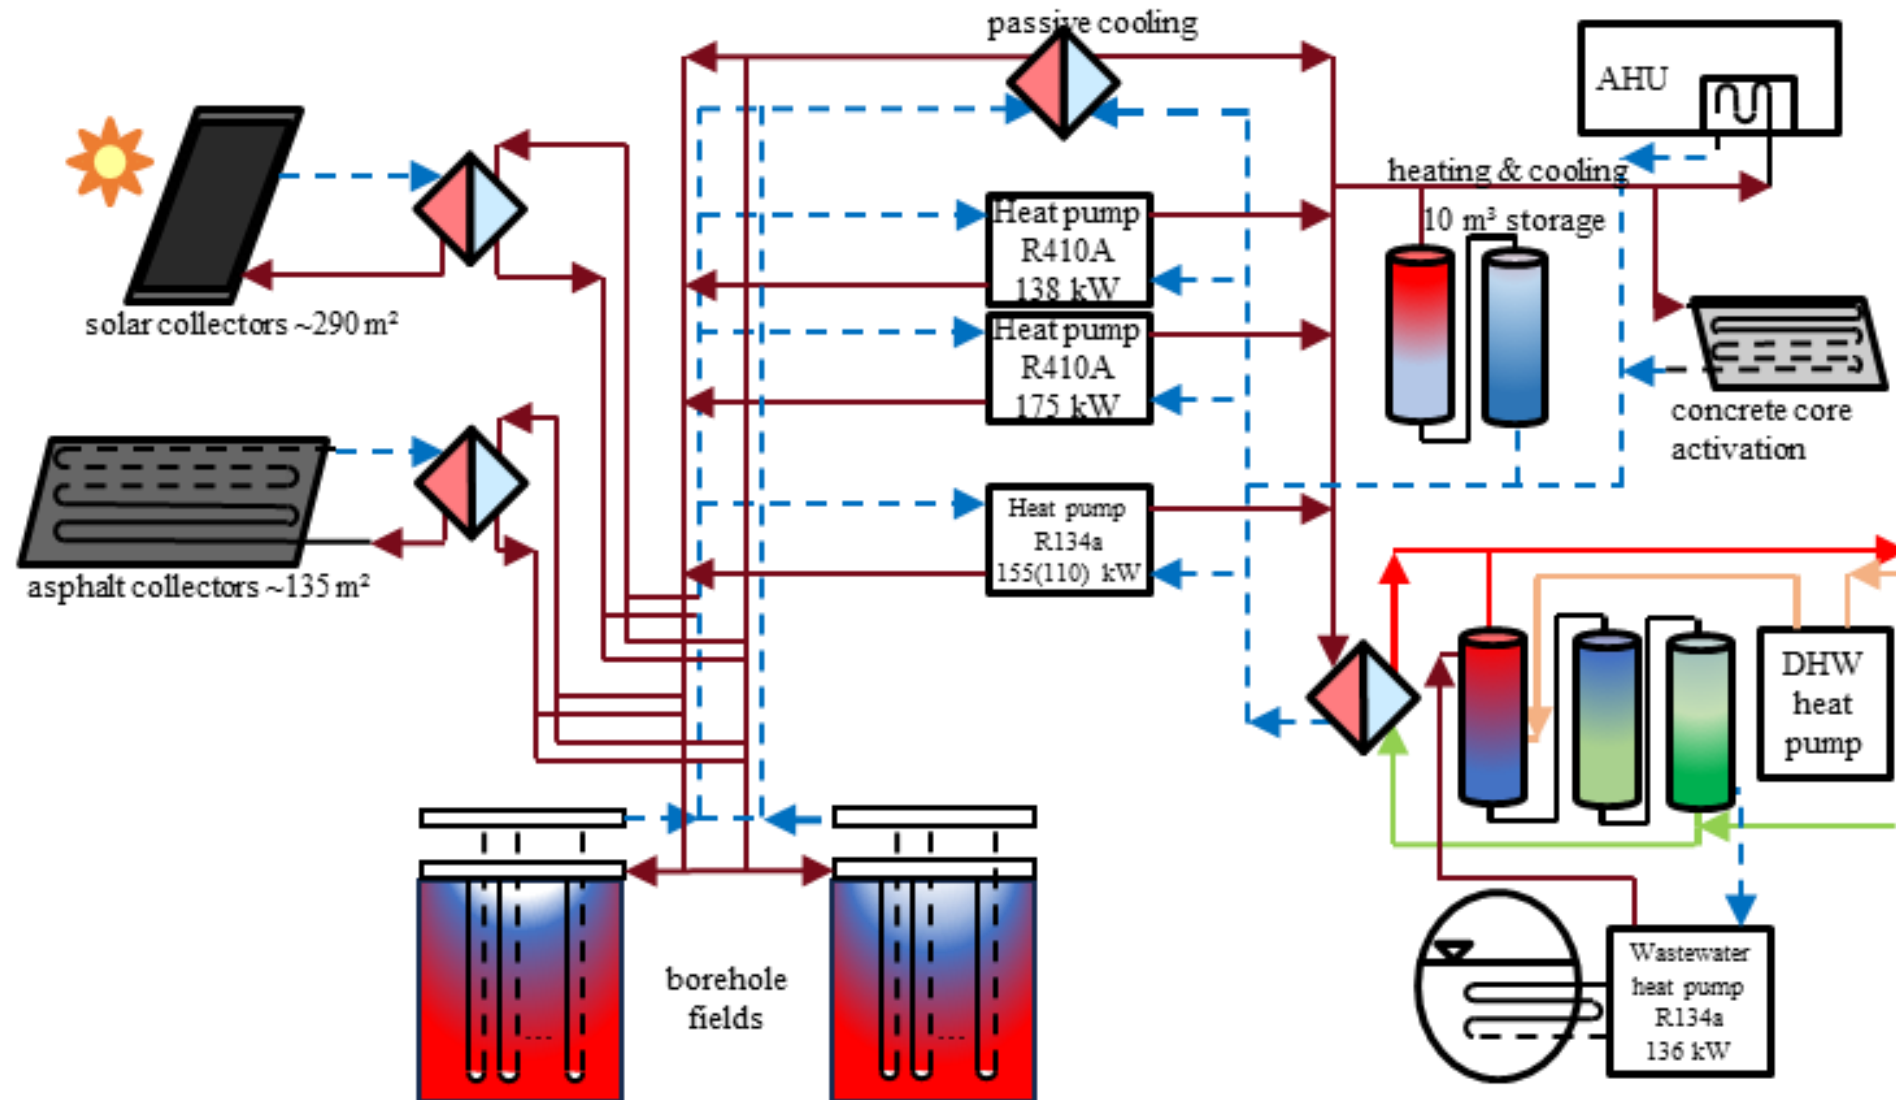 passive cooling
AHU
heating & cooling
10 m³ storage
Heat pump
R410A
138 kW
Heat pump
R410A
175 kW
Heat pump
R134a
155(110) kW
solar collectors ~290 m²
asphalt collectors ~135 m²
concrete core
activation
DHW
heat
pump
borehole
fields
....
....
Wastewater
heat pump
R134a
136 kW